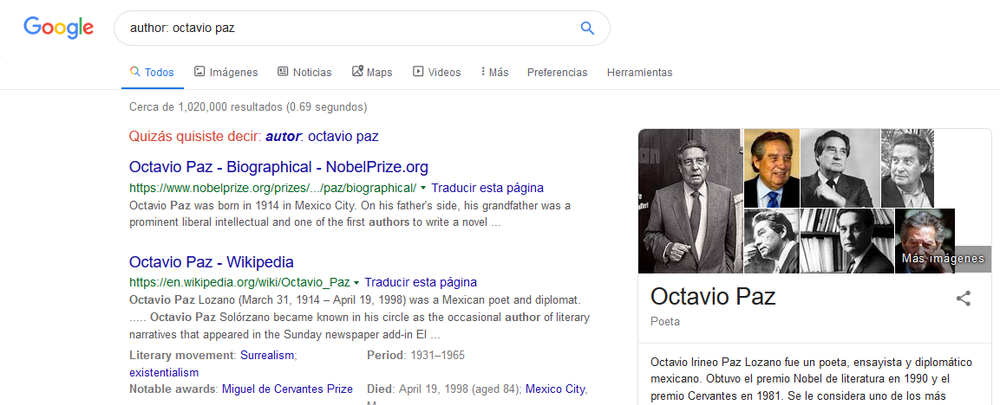 Google
author: octavio paz
Todos Imágenes Noticias Maps Videos Más Preferencias Herramientas
Cerca de 1,020,000 resultados (0.69 segundos)
Quizás quisiste decir: autor: octavio paz
Octavio Paz - Biographical - NobelPrize.org
https://www.nobelprize.org/prizes/.../paz/biographical/ Traducir esta página
Octavio Paz was born in 1914 in Mexico City. On his father's side, his grandfather was a
prominent liberal intellectual and one of the first authors to write a novel ...
Octavio Paz - Wikipedia
https://en.wikipedia.org/wiki/Octavio_Paz Traducir esta página
Octavio Paz Lozano (March 31, 1914 – April 19, 1998) was a Mexican poet and diplomat.
..... Octavio Paz Solórzano became known in his circle as the occasional author of literary
narratives that appeared in the Sunday newspaper add-in El ...
Literary movement: Surrealism;
existentialism
Period: 1931–1965
Notable awards: Miguel de Cervantes Prize
Died: April 19, 1998 (aged 84); Mexico City,
Más imágenes
Octavio Paz
Poeta
Octavio Irineo Paz Lozano fue un poeta, ensayista y diplomático
mexicano. Obtuvo el premio Nobel de literatura en 1990 y el
premio Cervantes en 1981. Se le considera uno de los más